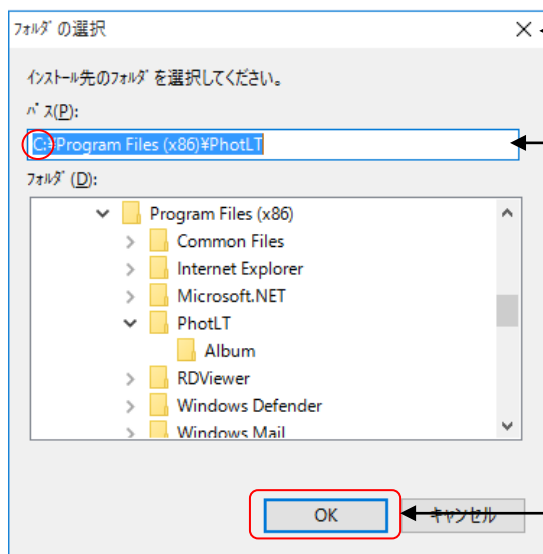 フォルダの選択
インストール先のフォルダを選択してください。
パス(P):
C:¥Program Files (x86)¥PhotLT
フォルダ(D):
Program Files (x86)
Common Files
Internet Explorer
Microsoft.NET
PhotLT
Album
RDViewer
Windows Defender
Windows Mail
OK
キャンセル